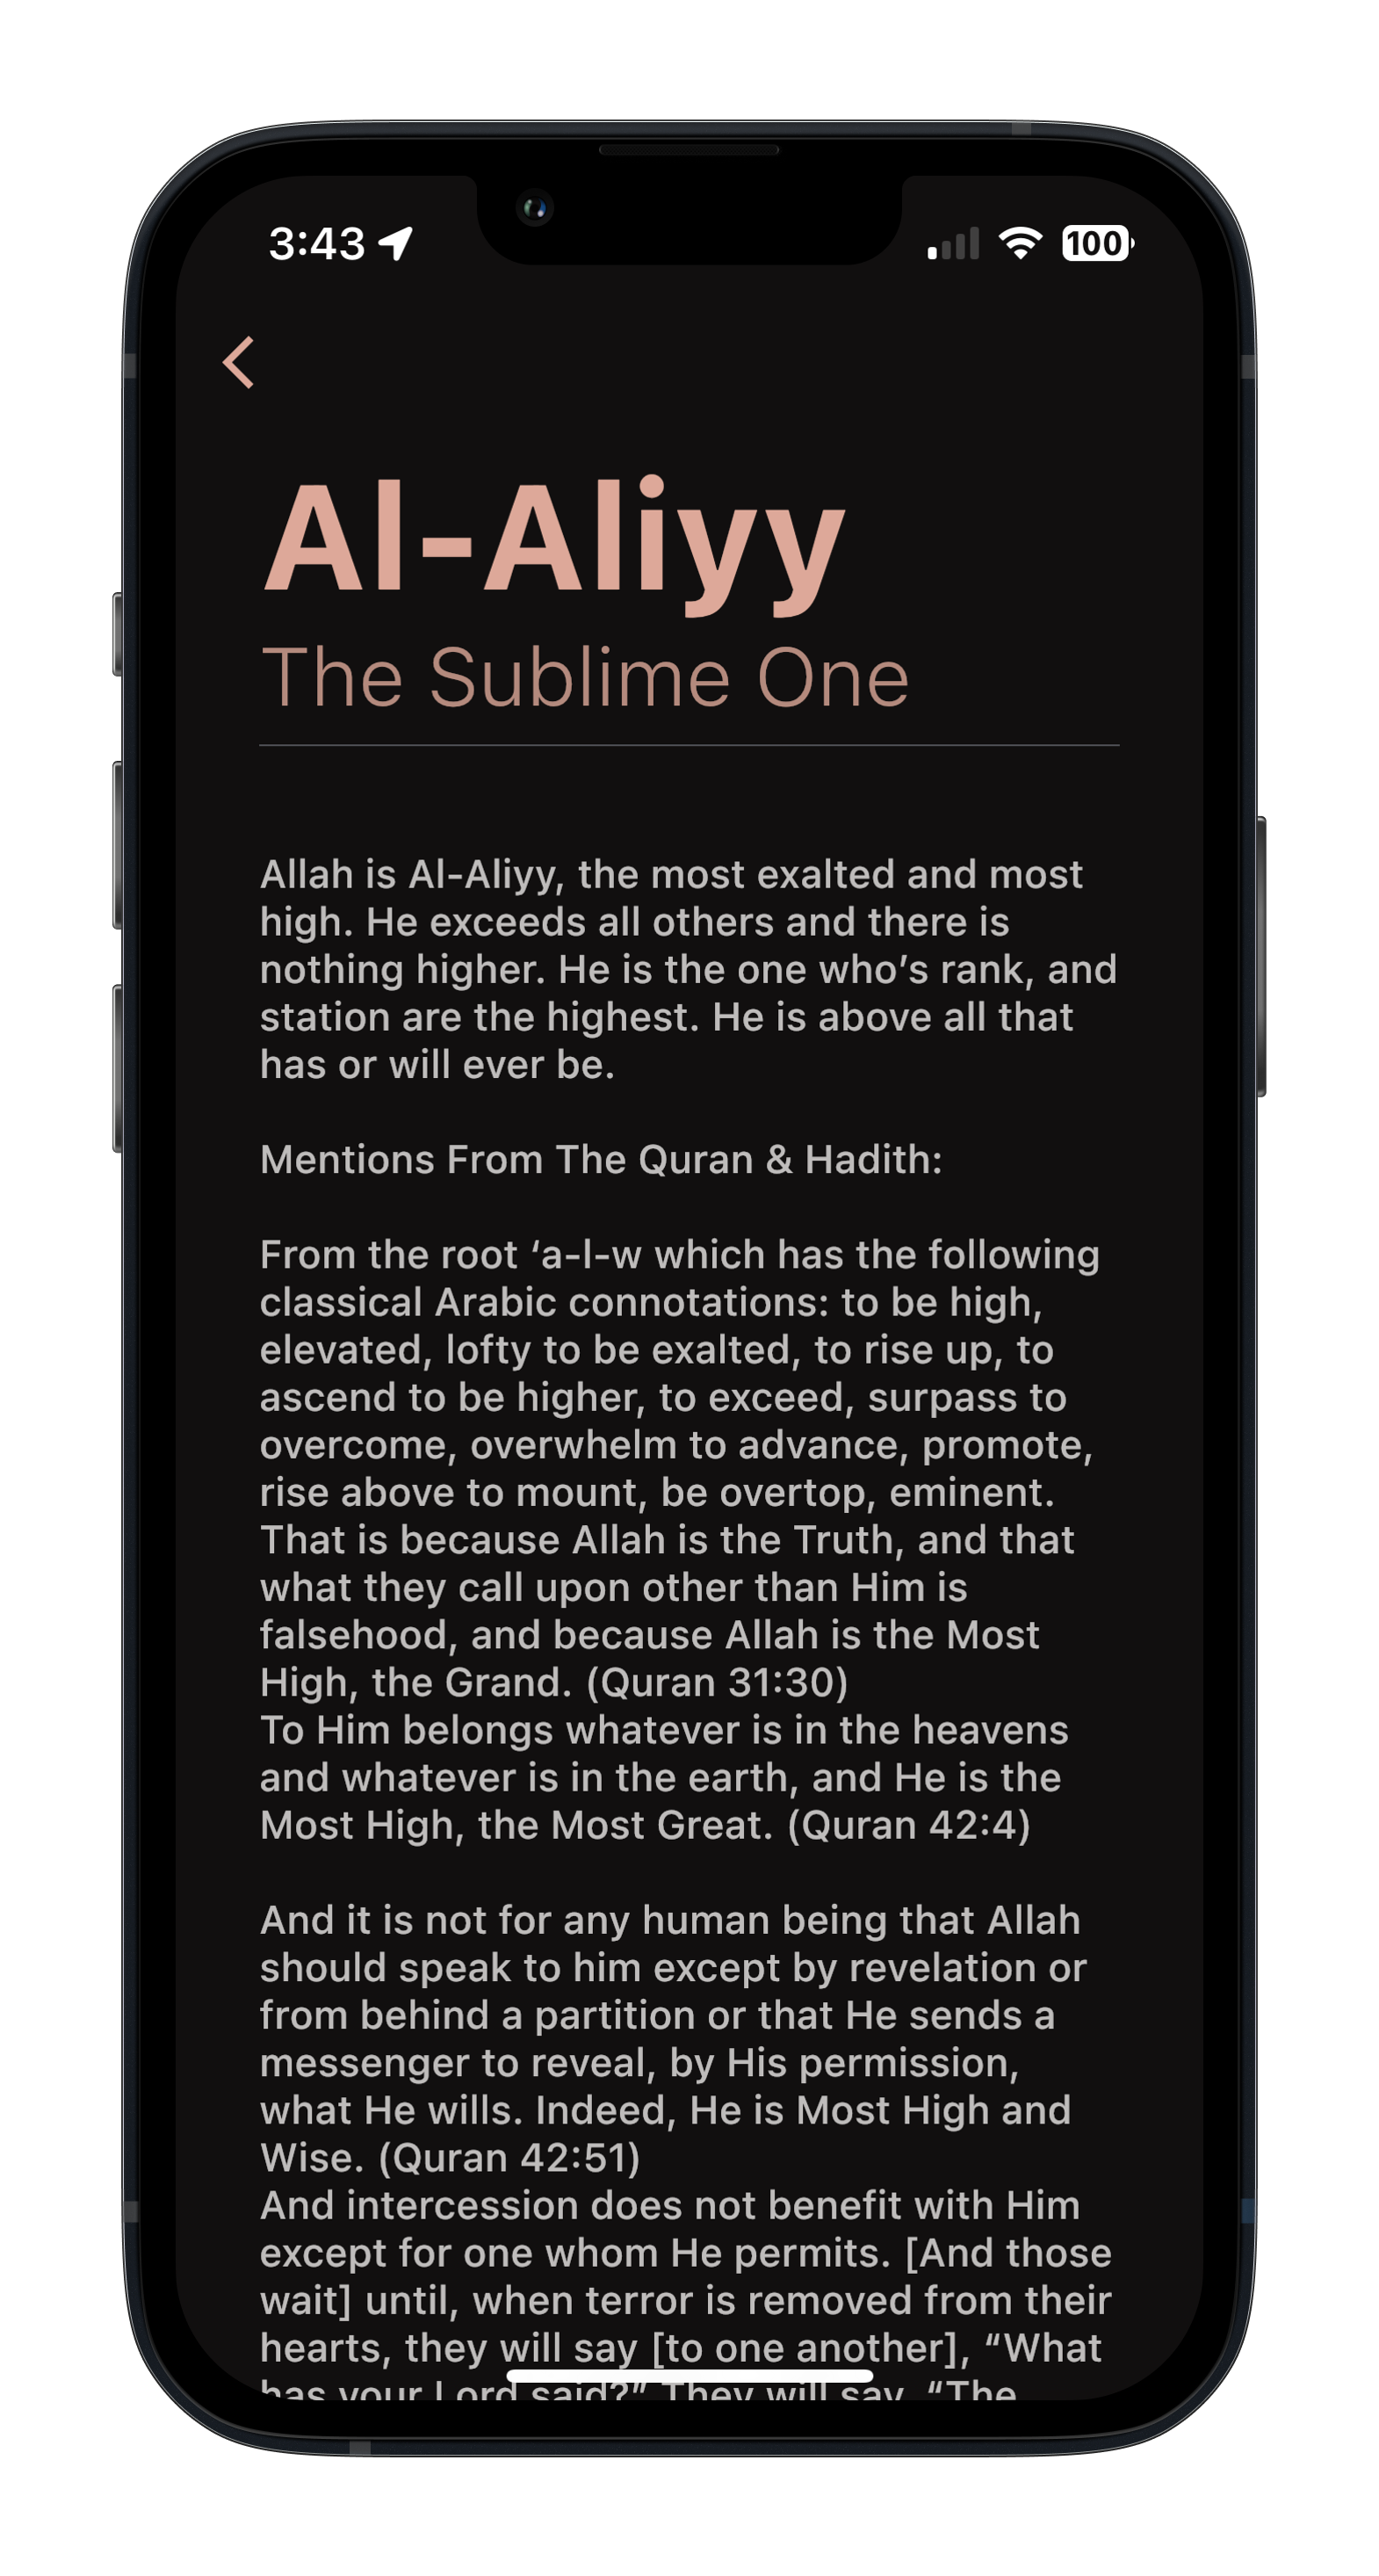 3:43
100
Al-Aliyy
The Sublime One
Allah is Al-Aliyy, the most exalted and most
high. He exceeds all others and there is
nothing higher. He is the one who’s rank, and
station are the highest. He is above all that
has or will ever be.
Mentions From The Quran & Hadith:
From the root ‘a-l-w which has the following
classical Arabic connotations: to be high,
elevated, lofty to be exalted, to rise up, to
ascend to be higher, to exceed, surpass to
overcome, overwhelm to advance, promote,
rise above to mount, be overtop, eminent.
That is because Allah is the Truth, and that
what they call upon other than Him is
falsehood, and because Allah is the Most
High, the Grand. (Quran 31:30)
To Him belongs whatever is in the heavens
and whatever is in the earth, and He is the
Most High, the Most Great. (Quran 42:4)
And it is not for any human being that Allah
should speak to him except by revelation or
from behind a partition or that He sends a
messenger to reveal, by His permission,
what He wills. Indeed, He is Most High and
Wise. (Quran 42:51)
And intercession does not benefit with Him
except for one whom He permits. [And those
wait] until, when terror is removed from their
hearts, they will say [to one another], “What
has your Lord said?” They will say, “The